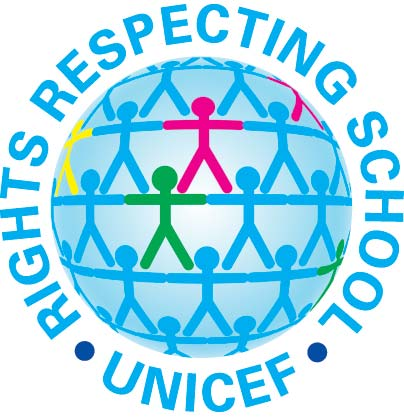 RIGHTS RESPECTING SCHOOL
UNICEF